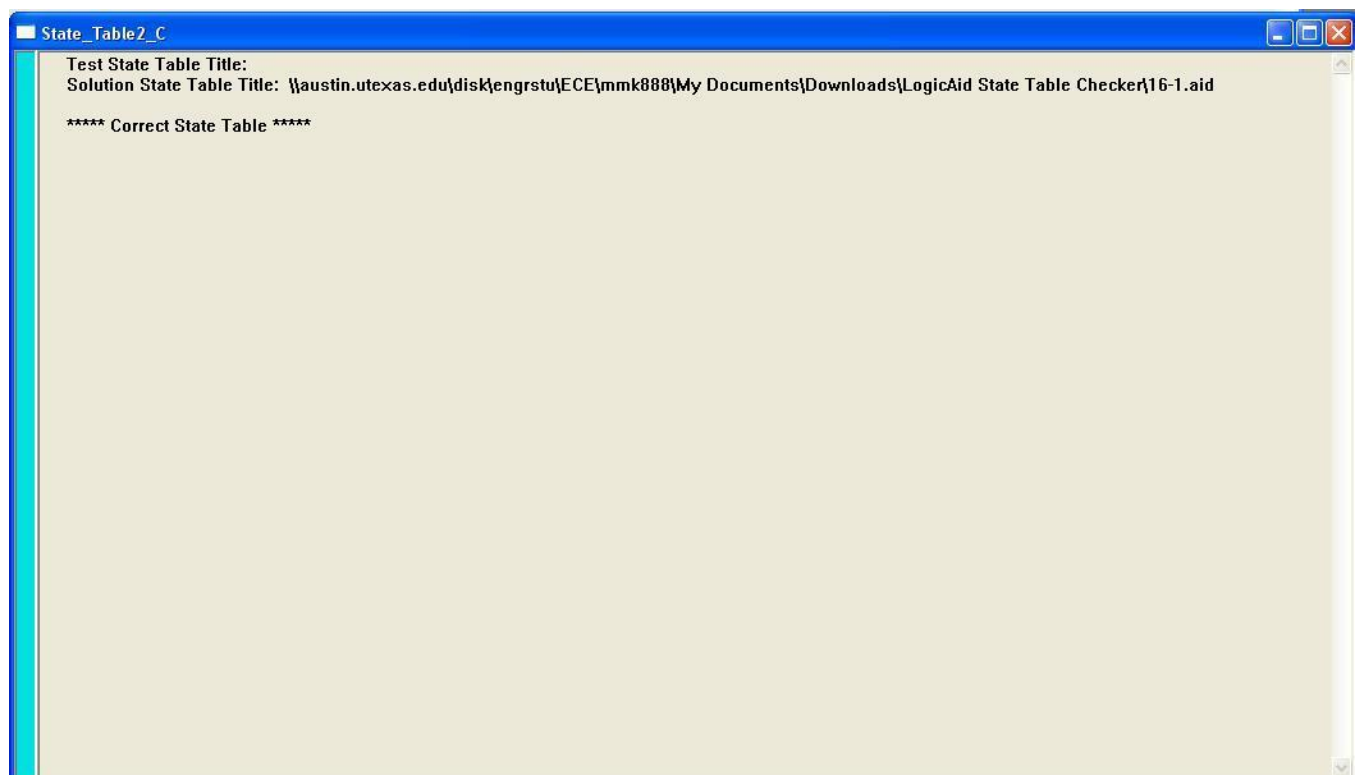 State_Table2_C
Test State Table Title:
Solution State Table Title: \\austin.utexas.edu\disk\engrstu\ECE\mmk888\My Documents\Downloads\LogicAid State Table Checker\16-1.aid
***** Correct State Table *****